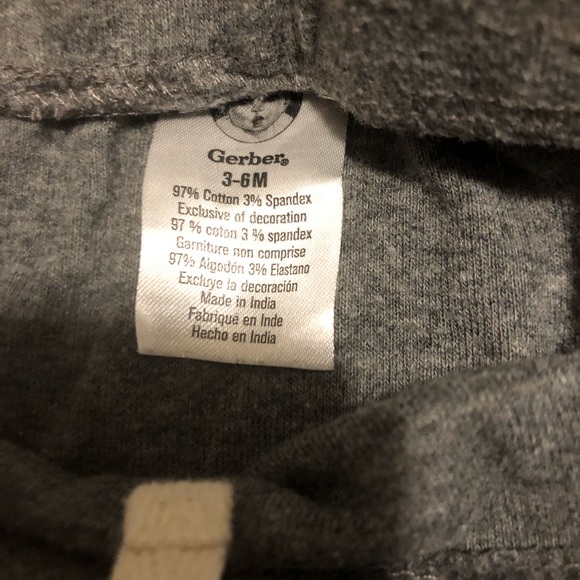 Gerber®
3-6M
97% Cotton 3% Spandex
Exclusive of decoration
97 % coton 3 % spandex
Garniture non comprise
97% Algodón 3% Elastano
Excluye la decoración
Made in India
Fabriqué en Inde
Hecho en India